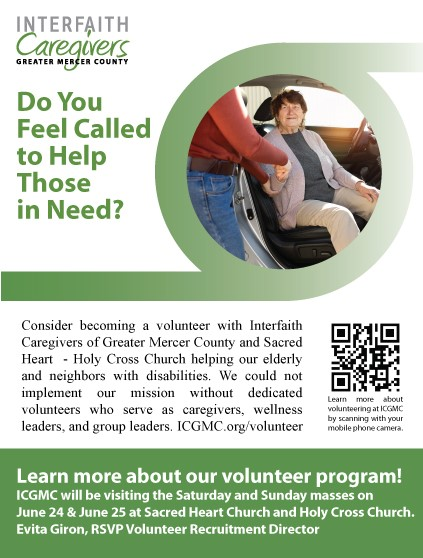 INTERFAITH
Caregivers
GREATER MERCER COUNTY
Do You
Feel Called
to Help
Those
in Need?
Consider becoming a volunteer with Interfaith
Caregivers of Greater Mercer County and Sacred
Heart - Holy Cross Church helping our elderly
and neighbors with disabilities. We could not
implement our mission without dedicated
volunteers who serve as caregivers, wellness
leaders, and group leaders. ICGMC.org/volunteer
Learn more about
volunteering at ICGMC
by scanning with your
mobile phone camera.
Learn more about our volunteer program!
ICGMC will be visiting the Saturday and Sunday masses on
June 24 & June 25 at Sacred Heart Church and Holy Cross Church.
Evita Giron, RSVP Volunteer Recruitment Director